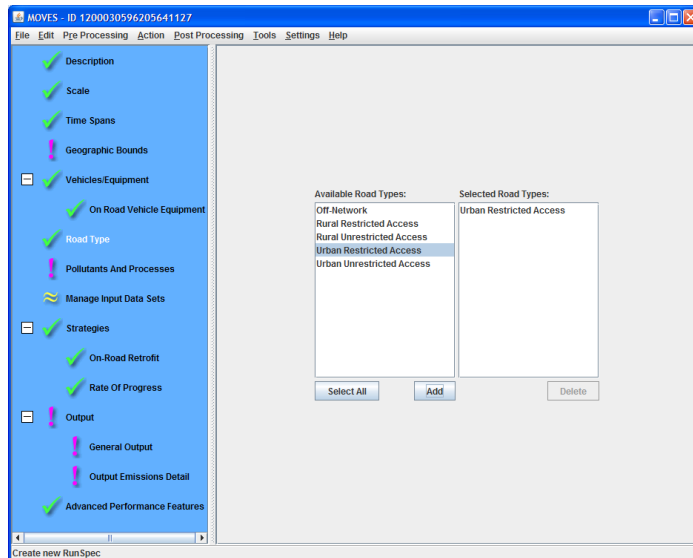 MOVES - ID 1200030596205641127
File Edit Pre Processing Action Post Processing Tools Settings Help
Description
Scale
Time Spans
Geographic Bounds
Vehicles/Equipment
On Road Vehicle Equipment
Road Type
Pollutants And Processes
Manage Input Data Sets
Strategies
On-Road Retrofit
Rate Of Progress
Output
General Output
Output Emissions Detail
Advanced Performance Features
Available Road Types:
Off-Network
Rural Restricted Access
Rural Unrestricted Access
Urban Restricted Access
Urban Unrestricted Access
Select All
Add
Selected Road Types:
Urban Restricted Access
Delete
Create new RunSpec